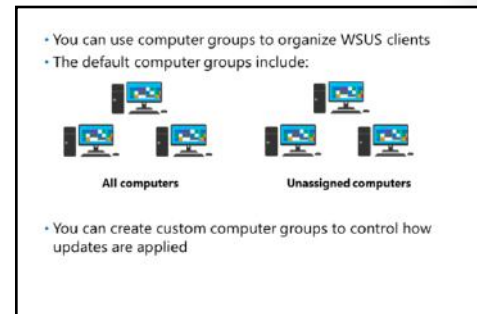 • You can use computer groups to organize WSUS clients
• The default computer groups include:
All computers
Unassigned computers
• You can create custom computer groups to control how
updates are applied